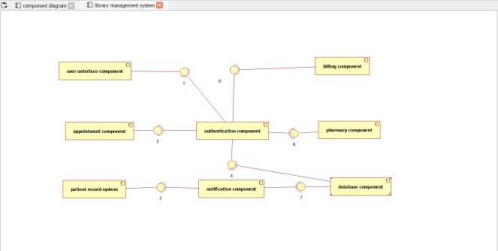 component diagram
library management system
user uinterface component
billing component
1
6
appointment component
2
authentication component
8
pharmacy component
4
patient record system
3
notification component
7
database component